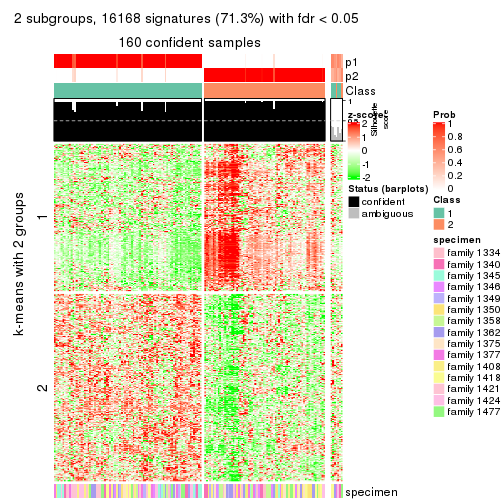 2 subgroups, 16168 signatures (71.3%) with fdr < 0.05
160 confident samples
p1
p2
Class
1
0.5
0
Silhouette
score
k-means with 2 groups
1
2
specimen
z-score
2
1
0
-1
-2
Status (barplots)
confident
ambiguous
Prob
1
0.8
0.6
0.4
0.2
0
Class
1
2
specimen
family 1334
family 1340
family 1345
family 1346
family 1349
family 1350
family 1358
family 1362
family 1375
family 1377
family 1408
family 1418
family 1421
family 1424
family 1477